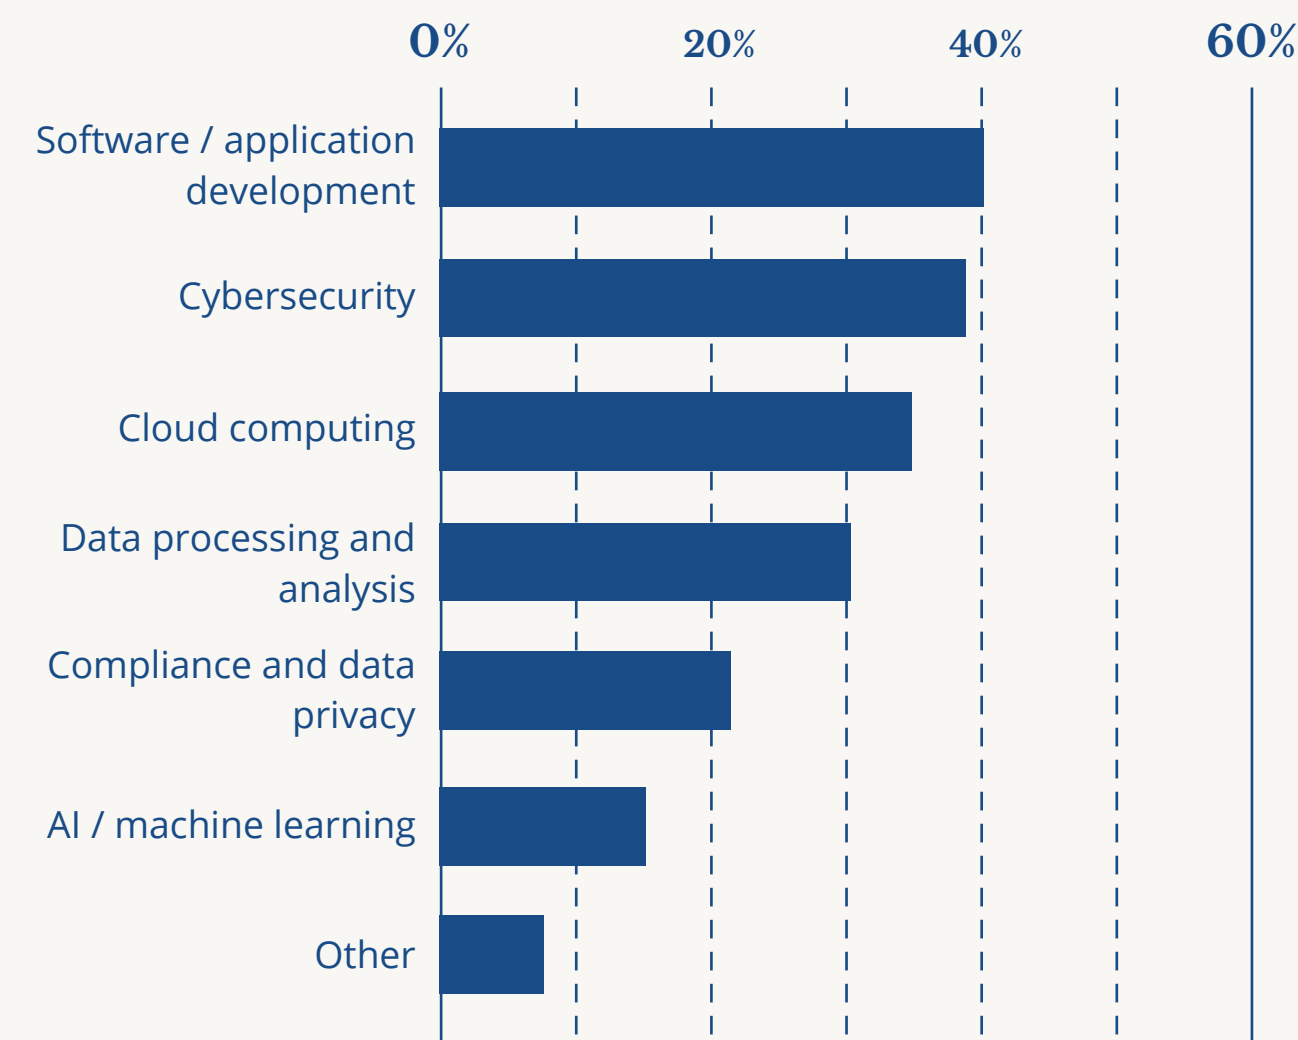 0% 20% 40% 60%
Software / application
development
Cybersecurity
Cloud computing
Data processing and
analysis
Compliance and data
privacy
AI / machine learning
Other